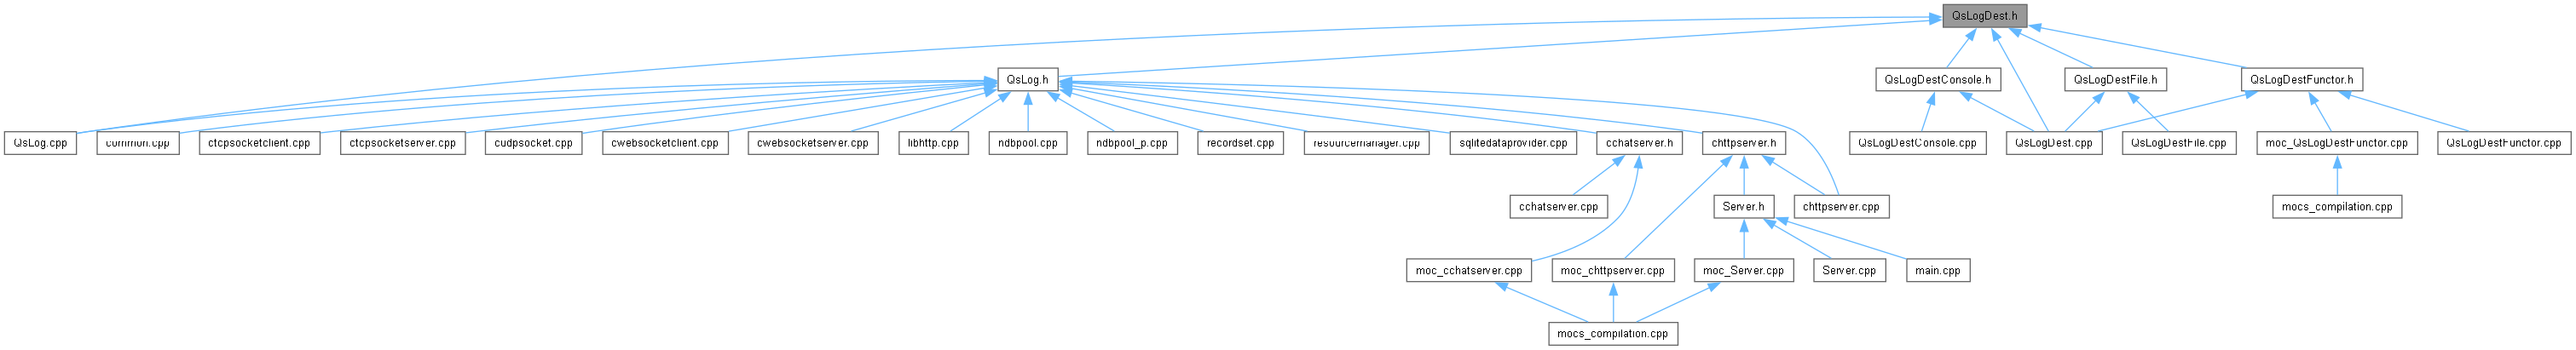 QsLogDest.h
QsLog.h
QsLogDestConsole.h
QsLogDestFile.h
QsLogDestFunctor.h
QsLog.cpp
common.cpp
ctcpsocketclient.cpp
ctcpsocketserver.cpp
cudpsocket.cpp
cwebsocketclient.cpp
cwebsocketserver.cpp
libhttp.cpp
ndbpool.cpp
ndbpool_p.cpp
recordset.cpp
resourcemanager.cpp
sqlitedataprovider.cpp
cchatserver.h
chttpserver.h
QsLogDestConsole.cpp
QsLogDest.cpp
QsLogDestFile.cpp
moc_QsLogDestFunctor.cpp
QsLogDestFunctor.cpp
cchatserver.cpp
Server.h
chttpserver.cpp
mocs_compilation.cpp
moc_cchatserver.cpp
moc_chttpserver.cpp
moc_Server.cpp
Server.cpp
main.cpp
mocs_compilation.cpp